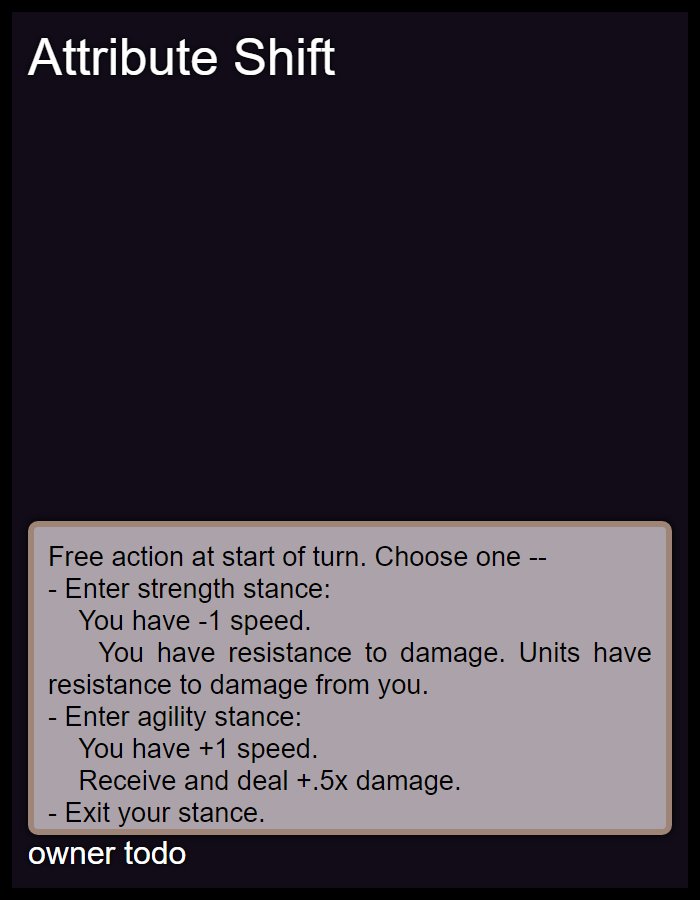 Attribute Shift
Free action at start of turn. Choose one --
- Enter strength stance:
You have -1 speed.
You have resistance to damage. Units have
resistance to damage from you.
- Enter agility stance:
You have +1 speed.
Receive and deal +.5x damage.
- Exit your stance.
owner todo